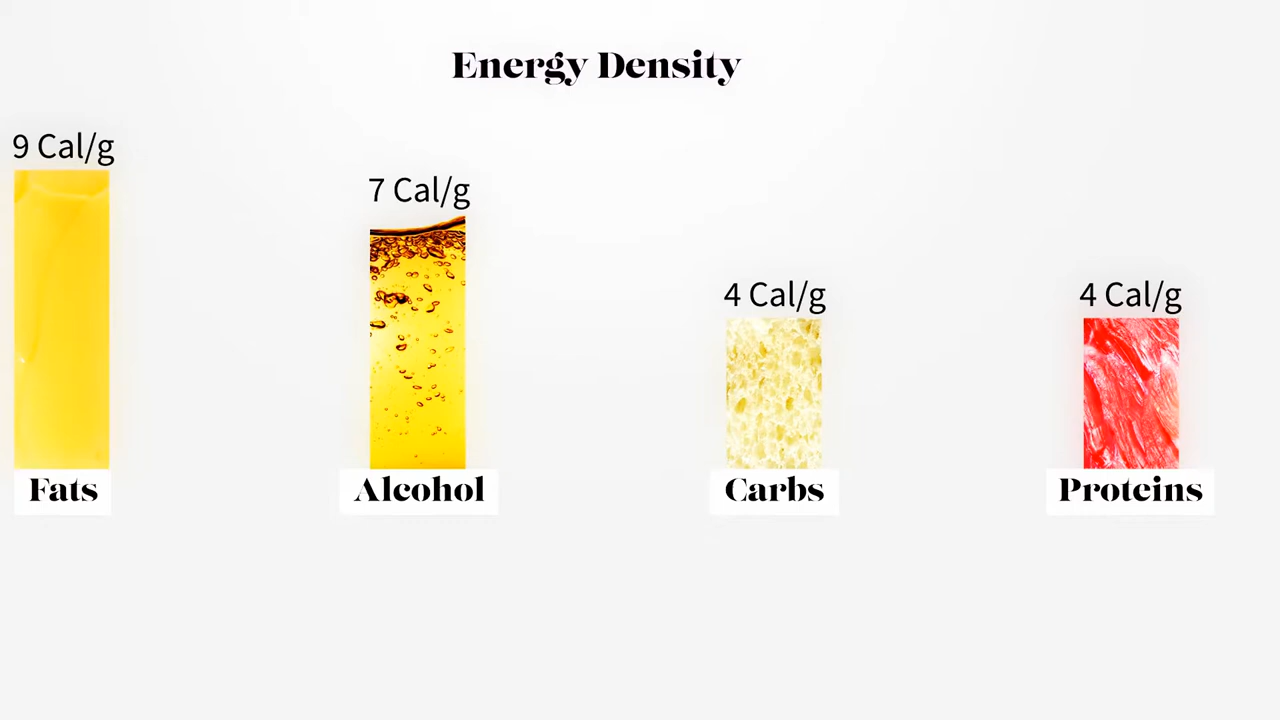 Energy Density
9 Cal/g
7 Cal/g
4 Cal/g
4 Cal/g
Fats
Alcohol
Carbs
Proteins